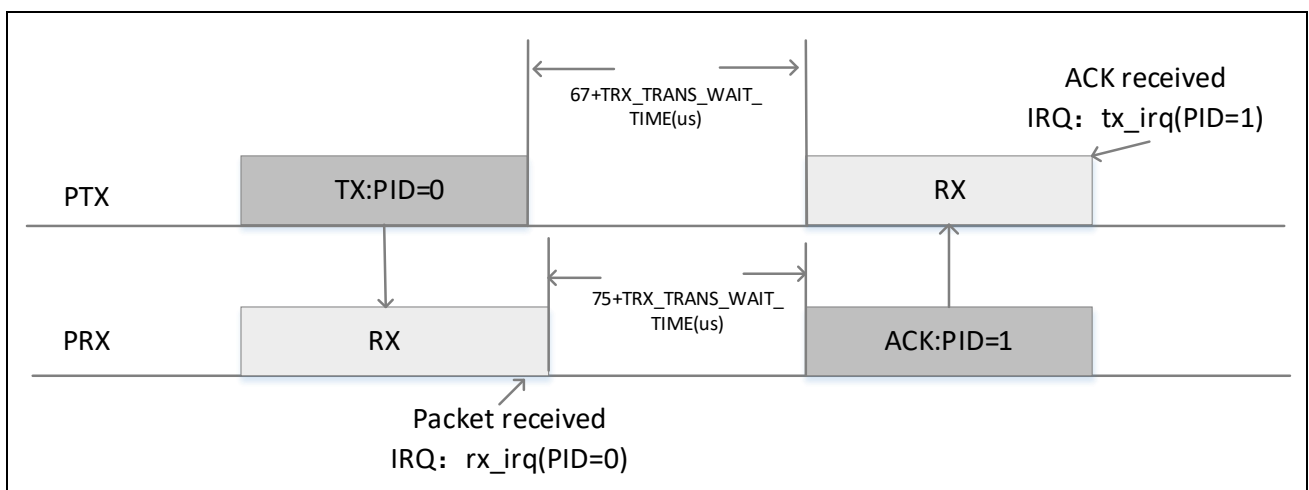 67+TRX_TRANS_WAIT_
TIME(us)
ACK received
IRQ：tx_irq(PID=1)
PTX
TX:PID=0
RX
75+TRX_TRANS_WAIT_
TIME(us)
PRX
RX
ACK:PID=1
Packet received
IRQ：rx_irq(PID=0)